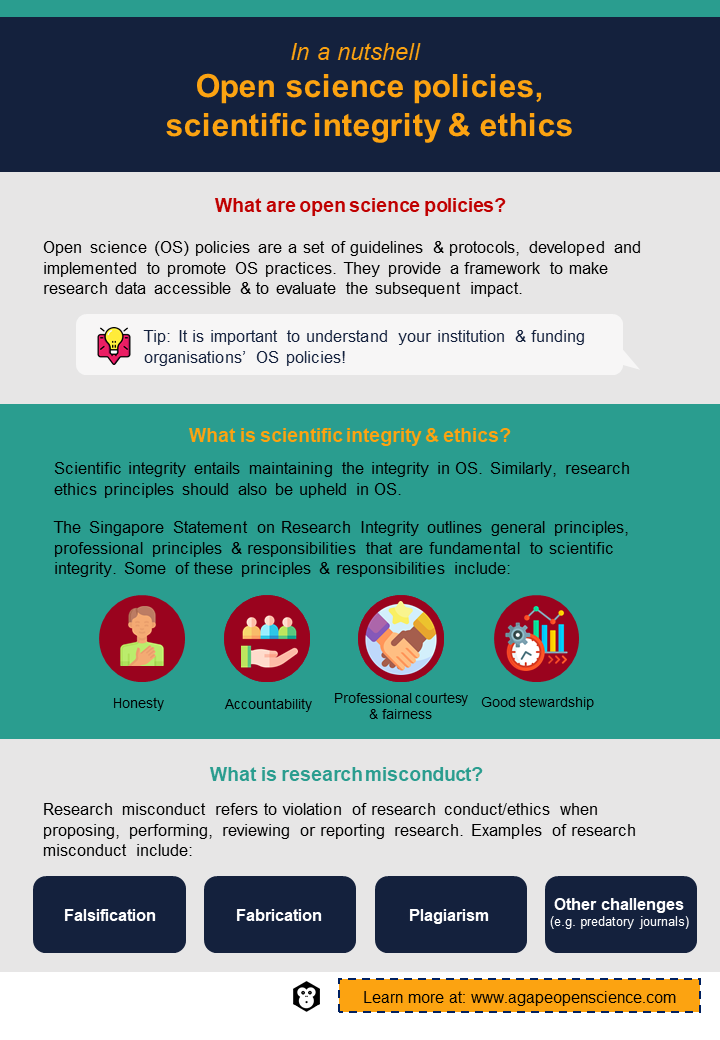 In a nutshell
Open science policies,
scientific integrity & ethics
What are open science policies?
Open science (OS) policies are a set of guidelines & protocols, developed and
implemented to promote OS practices. They provide a framework to make
research data accessible & to evaluate the subsequent impact.
Tip: It is important to understand your institution & funding
organisations’ OS policies!
What is scientific integrity & ethics?
Scientific integrity entails maintaining the integrity in OS. Similarly, research
ethics principles should also be upheld in OS.
The Singapore Statement on Research Integrity outlines general principles,
professional principles & responsibilities that are fundamental to scientific
integrity. Some of these principles & responsibilities include:
Honesty
Accountability
Professional courtesy
& fairness
Good stewardship
What is research misconduct?
Research misconduct refers to violation of research conduct/ethics when
proposing, performing, reviewing or reporting research. Examples of research
misconduct include:
Falsification
Fabrication
Plagiarism
Other challenges
(e.g. predatory journals)
Learn more at: www.agapeopenscience.com